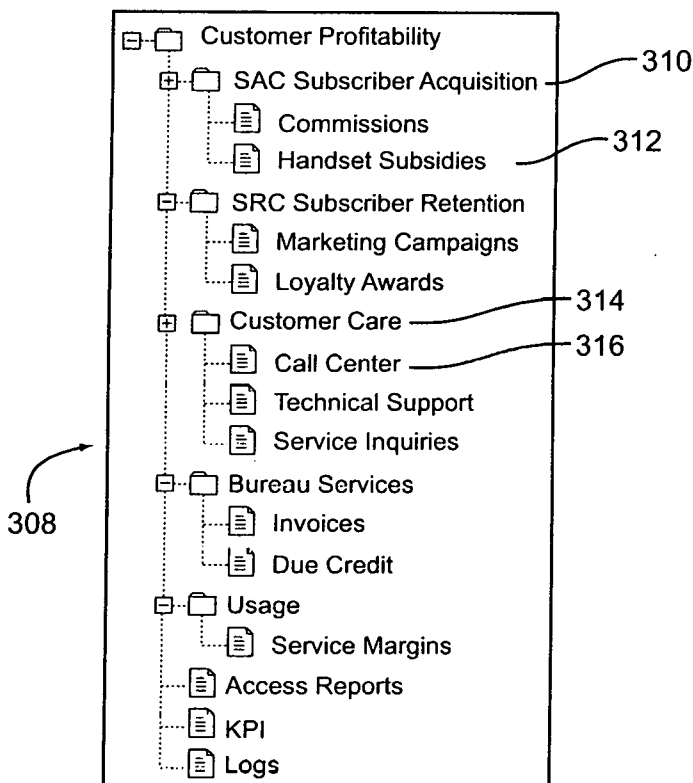 Customer Profitability
SAC Subscriber Acquisition
310
Commissions
312
Handset Subsidies
SRC Subscriber Retention
Marketing Campaigns
Loyalty Awards
314
Customer Care
316
Call Center
Technical Support
Service Inquiries
Bureau Services
308
Invoices
Due Credit
Usage
Service Margins
Access Reports
KPI
Logs